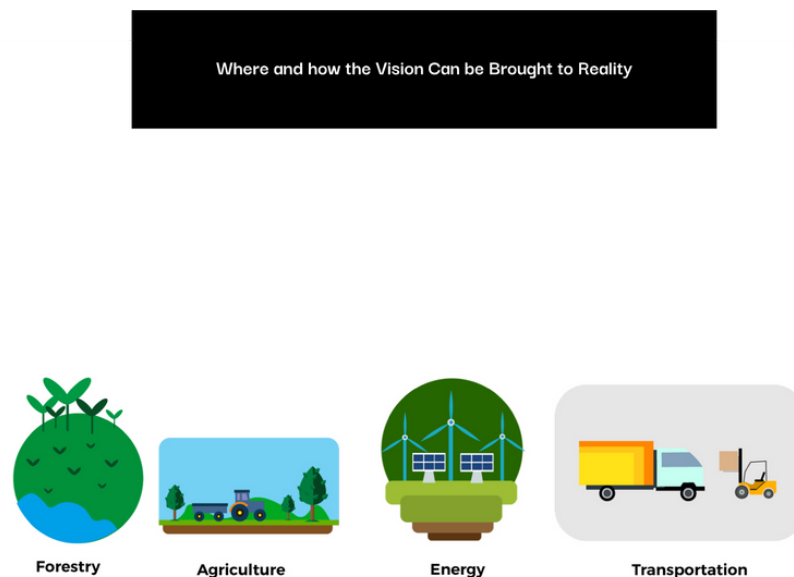 Where and how the Vision Can be Brought to Reality
Forestry
Agriculture
Energy
Transportation